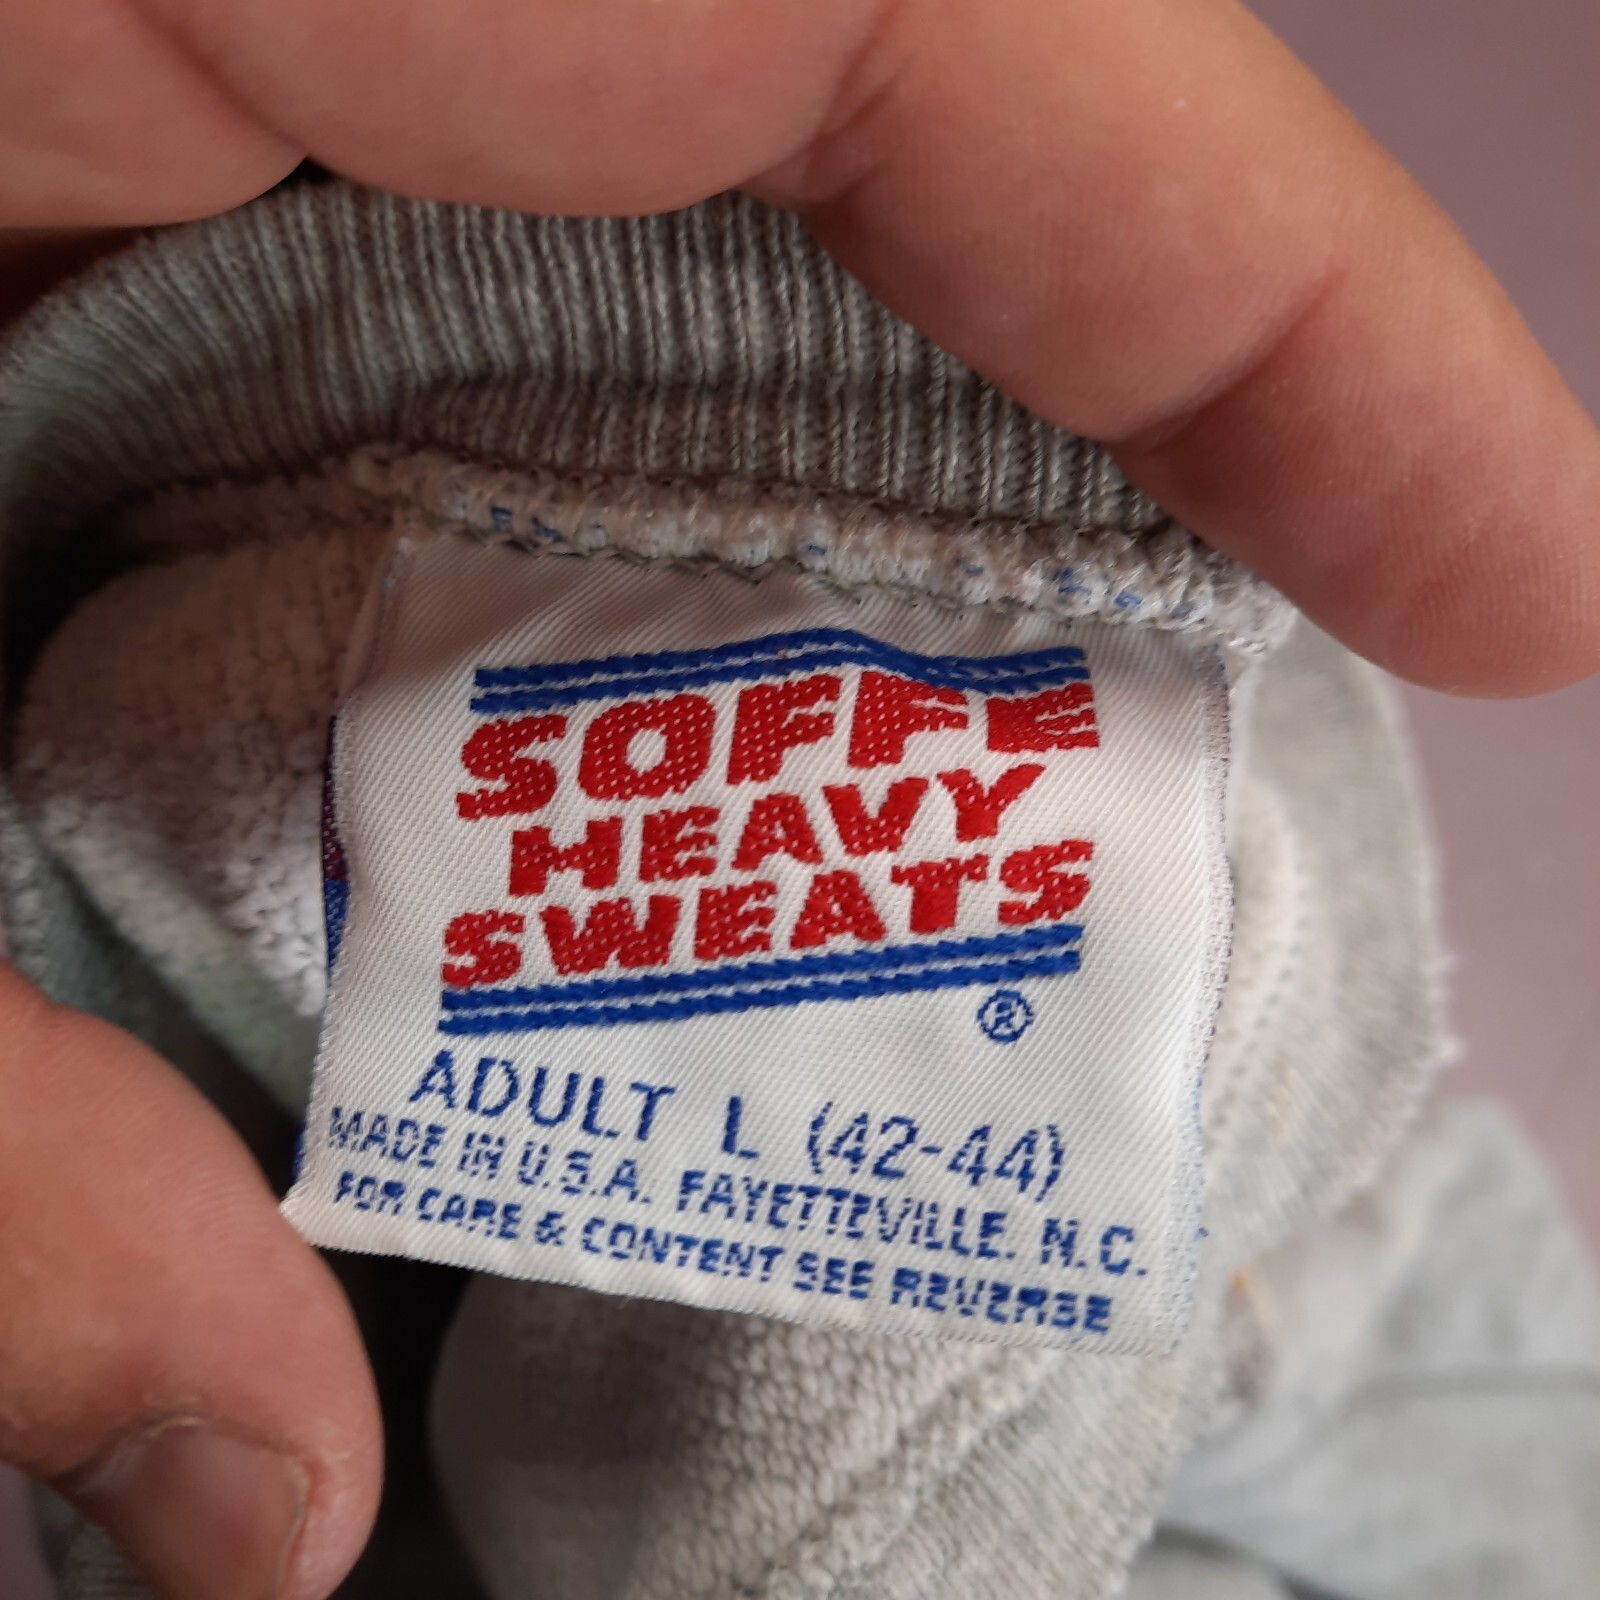 SOFFE
HEAVY
SWEATS
®
ADULT L (42-44)
MADE IN U.S.A. FAYETTEVILLE. N.C.
FOR CARE & CONTENT SEE REVERSE